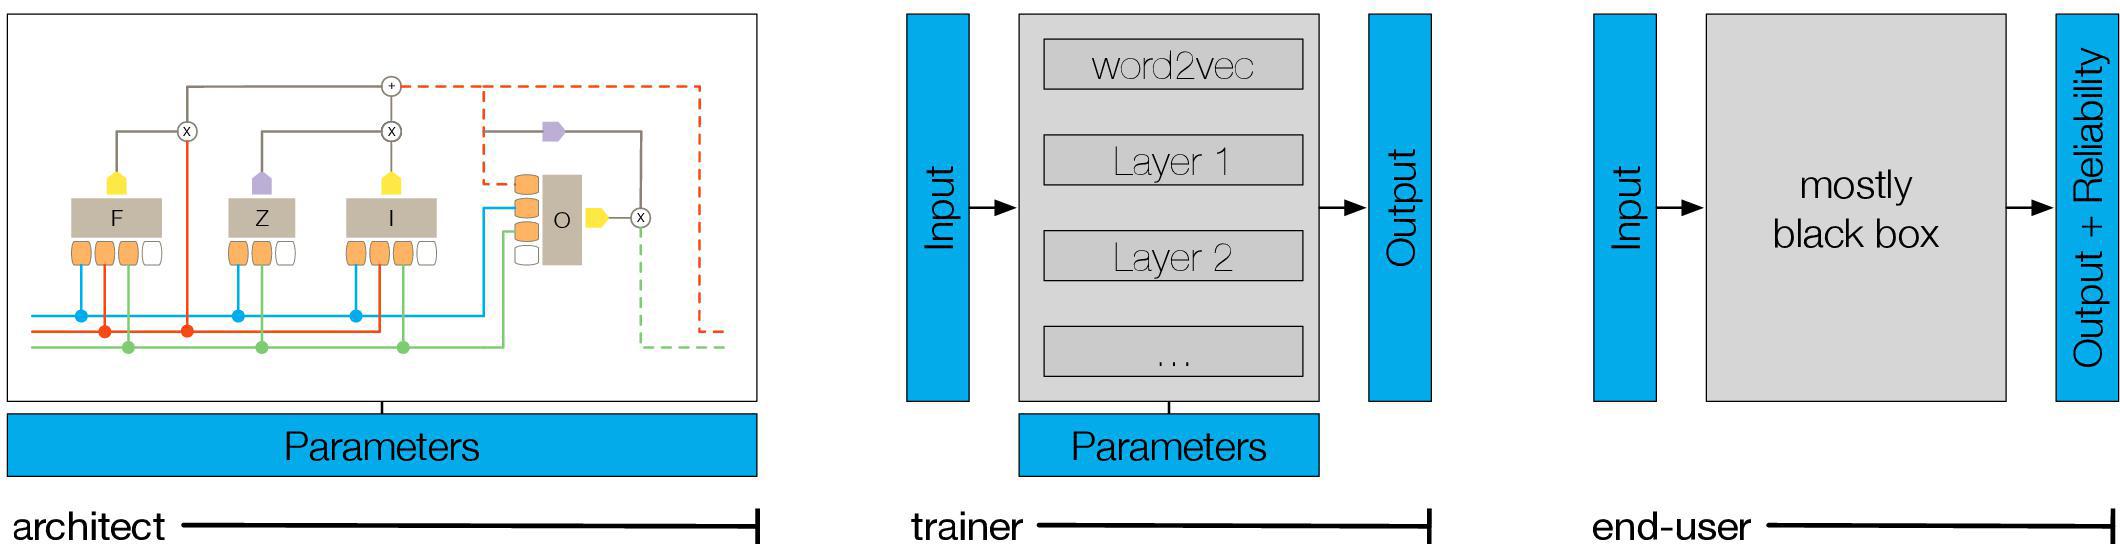 +
X
X
F
Z
I
O
X
Parameters
architect
Input
word2vec
Layer 1
Layer 2
...
Output
Parameters
trainer
Input
mostly
black box
Output + Reliability
end-user